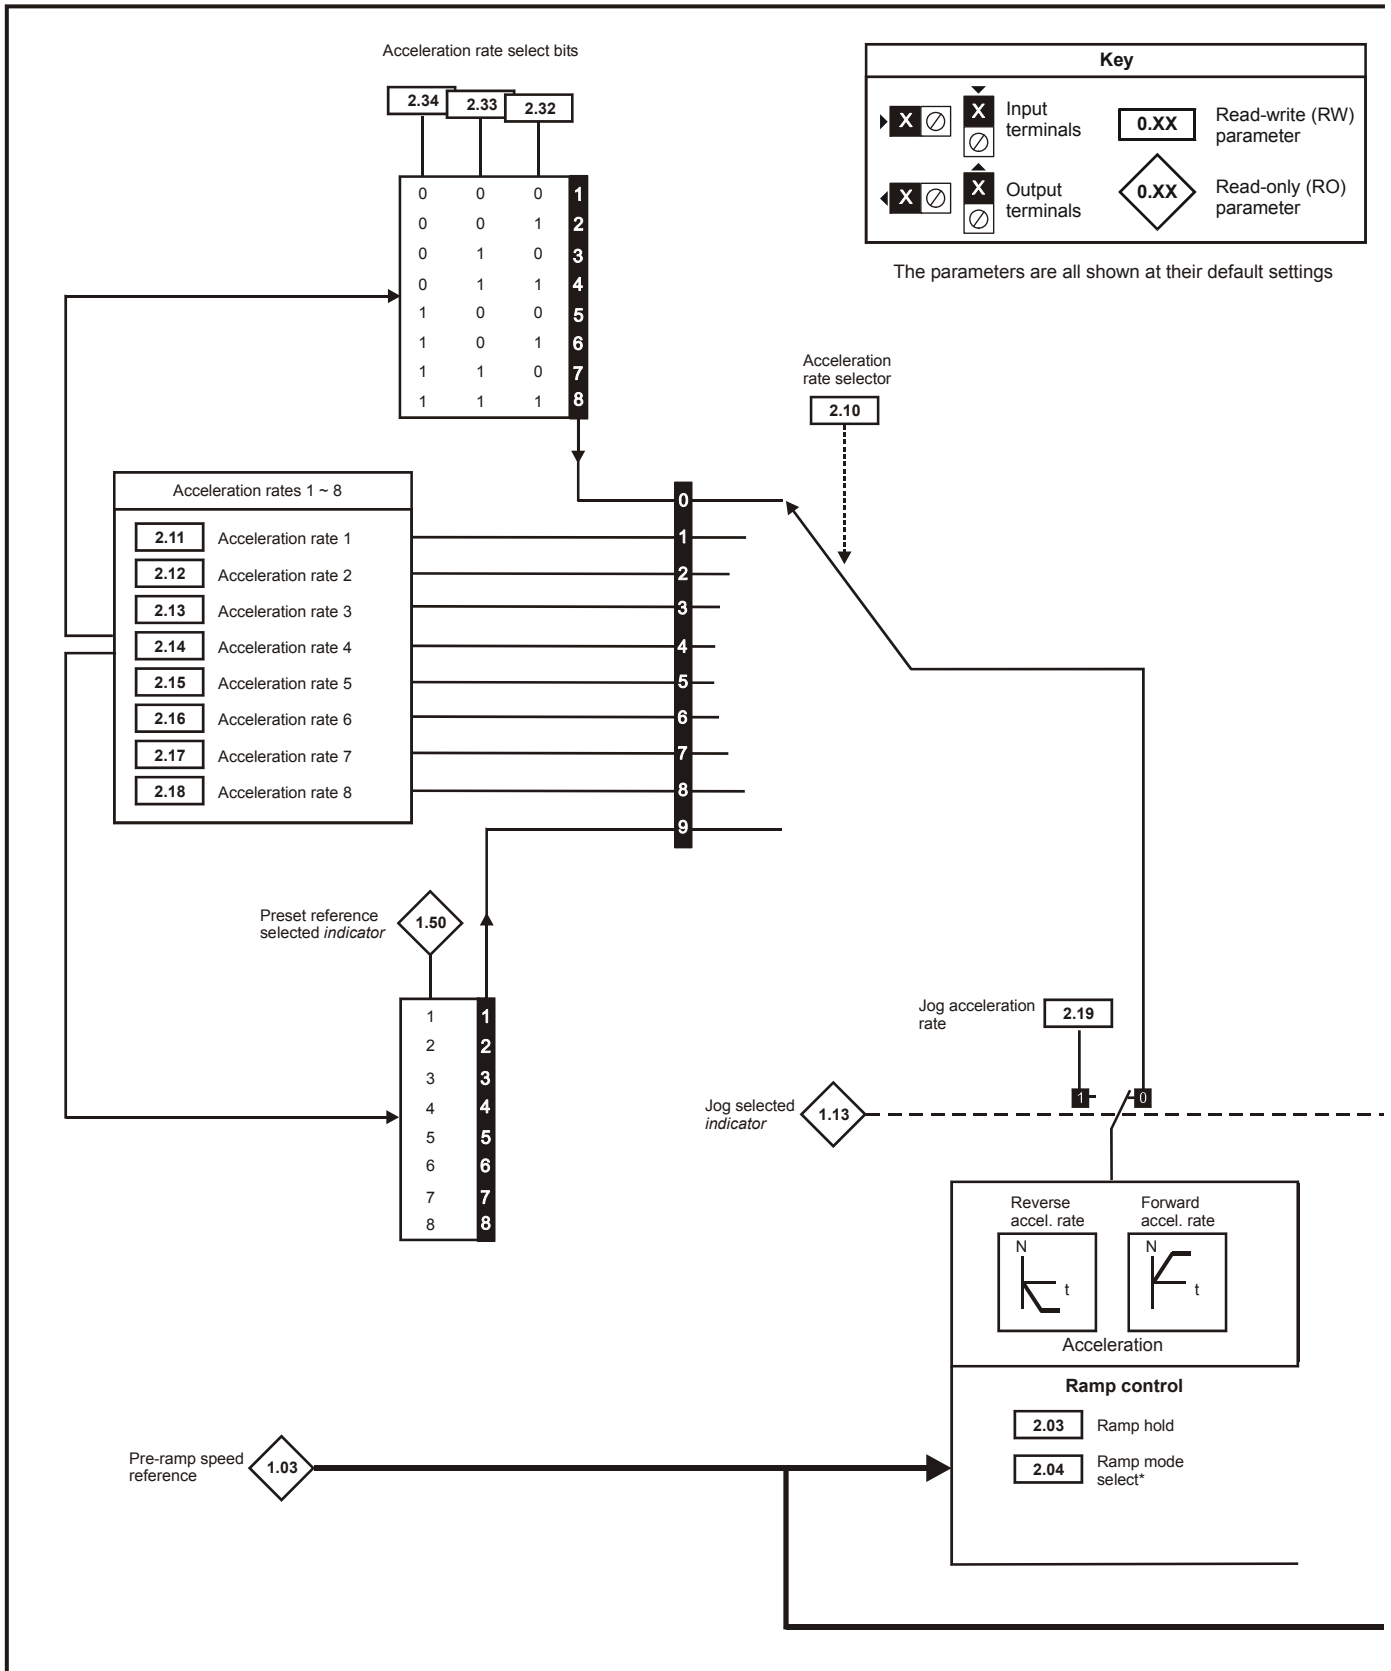 Acceleration rate select bits
2.34 2.33 2.32
0 0 0 1
0 0 1 2
0 1 0 3
0 1 1 4
1 0 0 5
1 0 1 6
1 1 0 7
1 1 1 8
Key
X
X
Input
terminals
0.XX
Read-write (RW)
parameter
X
X
Output
terminals
0.XX
Read-only (RO)
parameter
The parameters are all shown at their default settings
Acceleration
rate selector
2.10
Acceleration rates 1 ~ 8
2.11 Acceleration rate 1
2.12 Acceleration rate 2
2.13 Acceleration rate 3
2.14 Acceleration rate 4
2.15 Acceleration rate 5
2.16 Acceleration rate 6
2.17 Acceleration rate 7
2.18 Acceleration rate 8
0
1
2
3
4
5
6
7
8
9
Preset reference
selected indicator
1.50
1 1
2 2
3 3
4 4
5 5
6 6
7 7
8 8
Jog acceleration
rate
2.19
1 0
Jog selected
indicator
1.13
Reverse
accel. rate
N
t
Forward
accel. rate
N
t
Acceleration
Ramp control
2.03 Ramp hold
2.04 Ramp mode
select*
Pre-ramp speed
reference
1.03